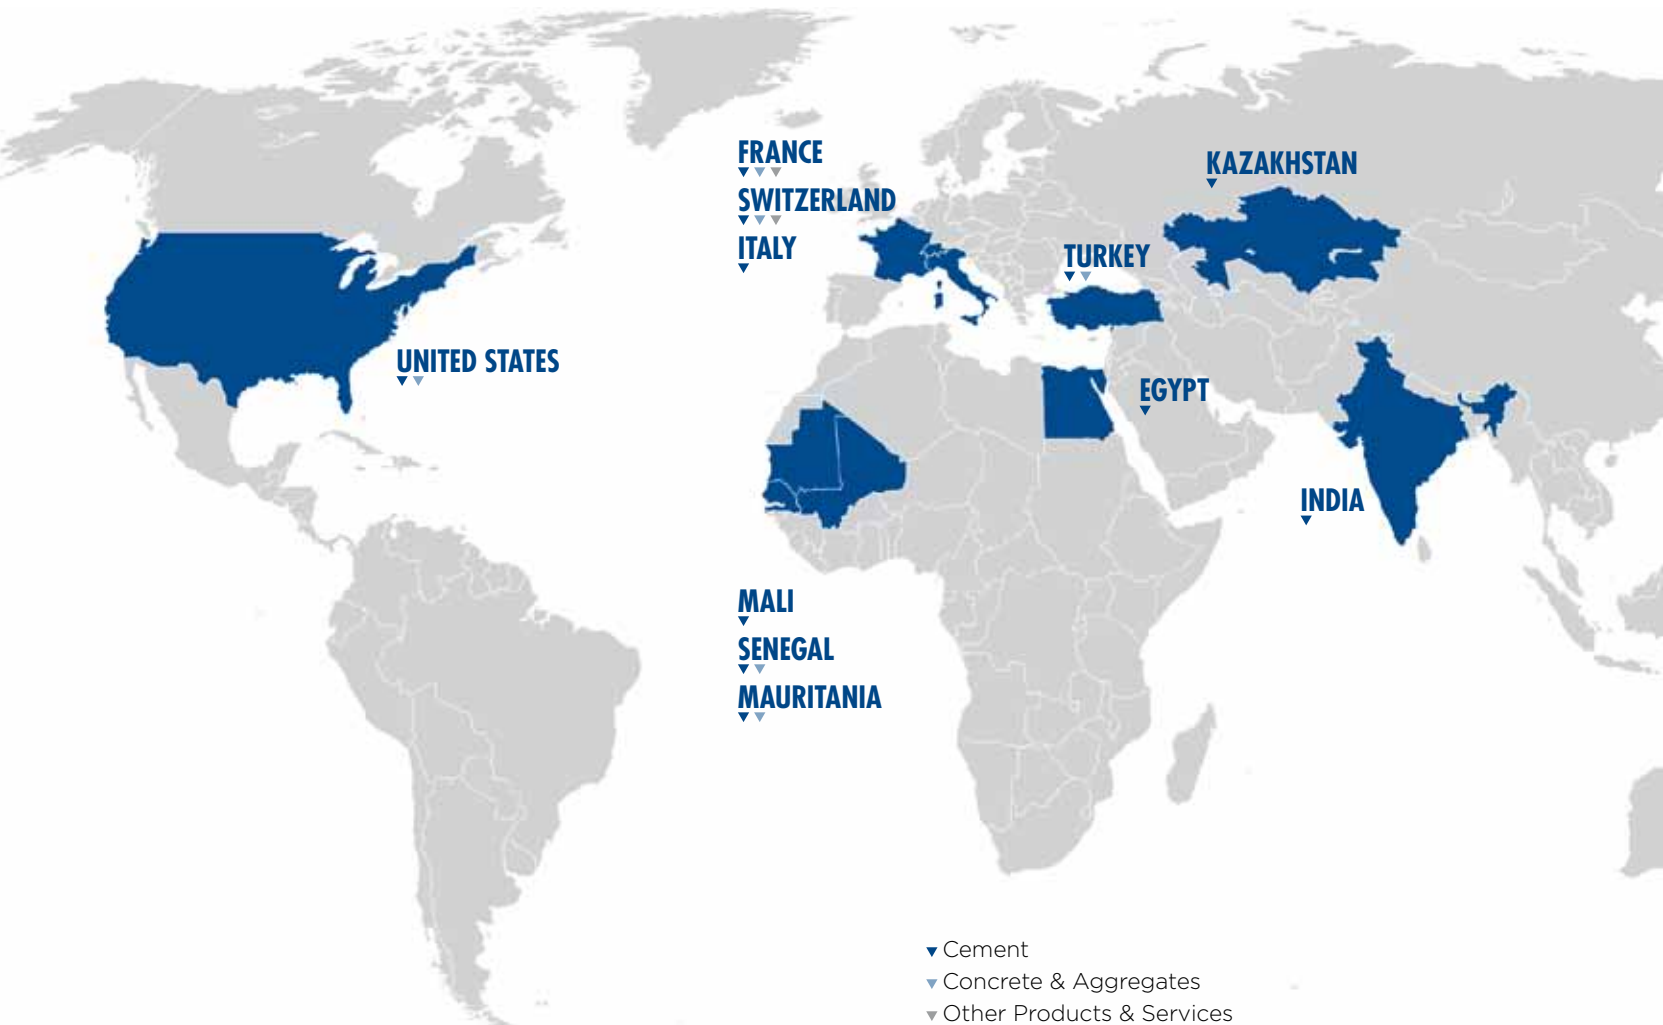 FRANCE
KAZAKHSTAN
SWITZERLAND
ITALY
TURKEY
UNITED STATES
EGYPT
INDIA
MALI
SENEGAL
MAURITANIA
Cement
Concrete & Aggregates
Other Products & Services